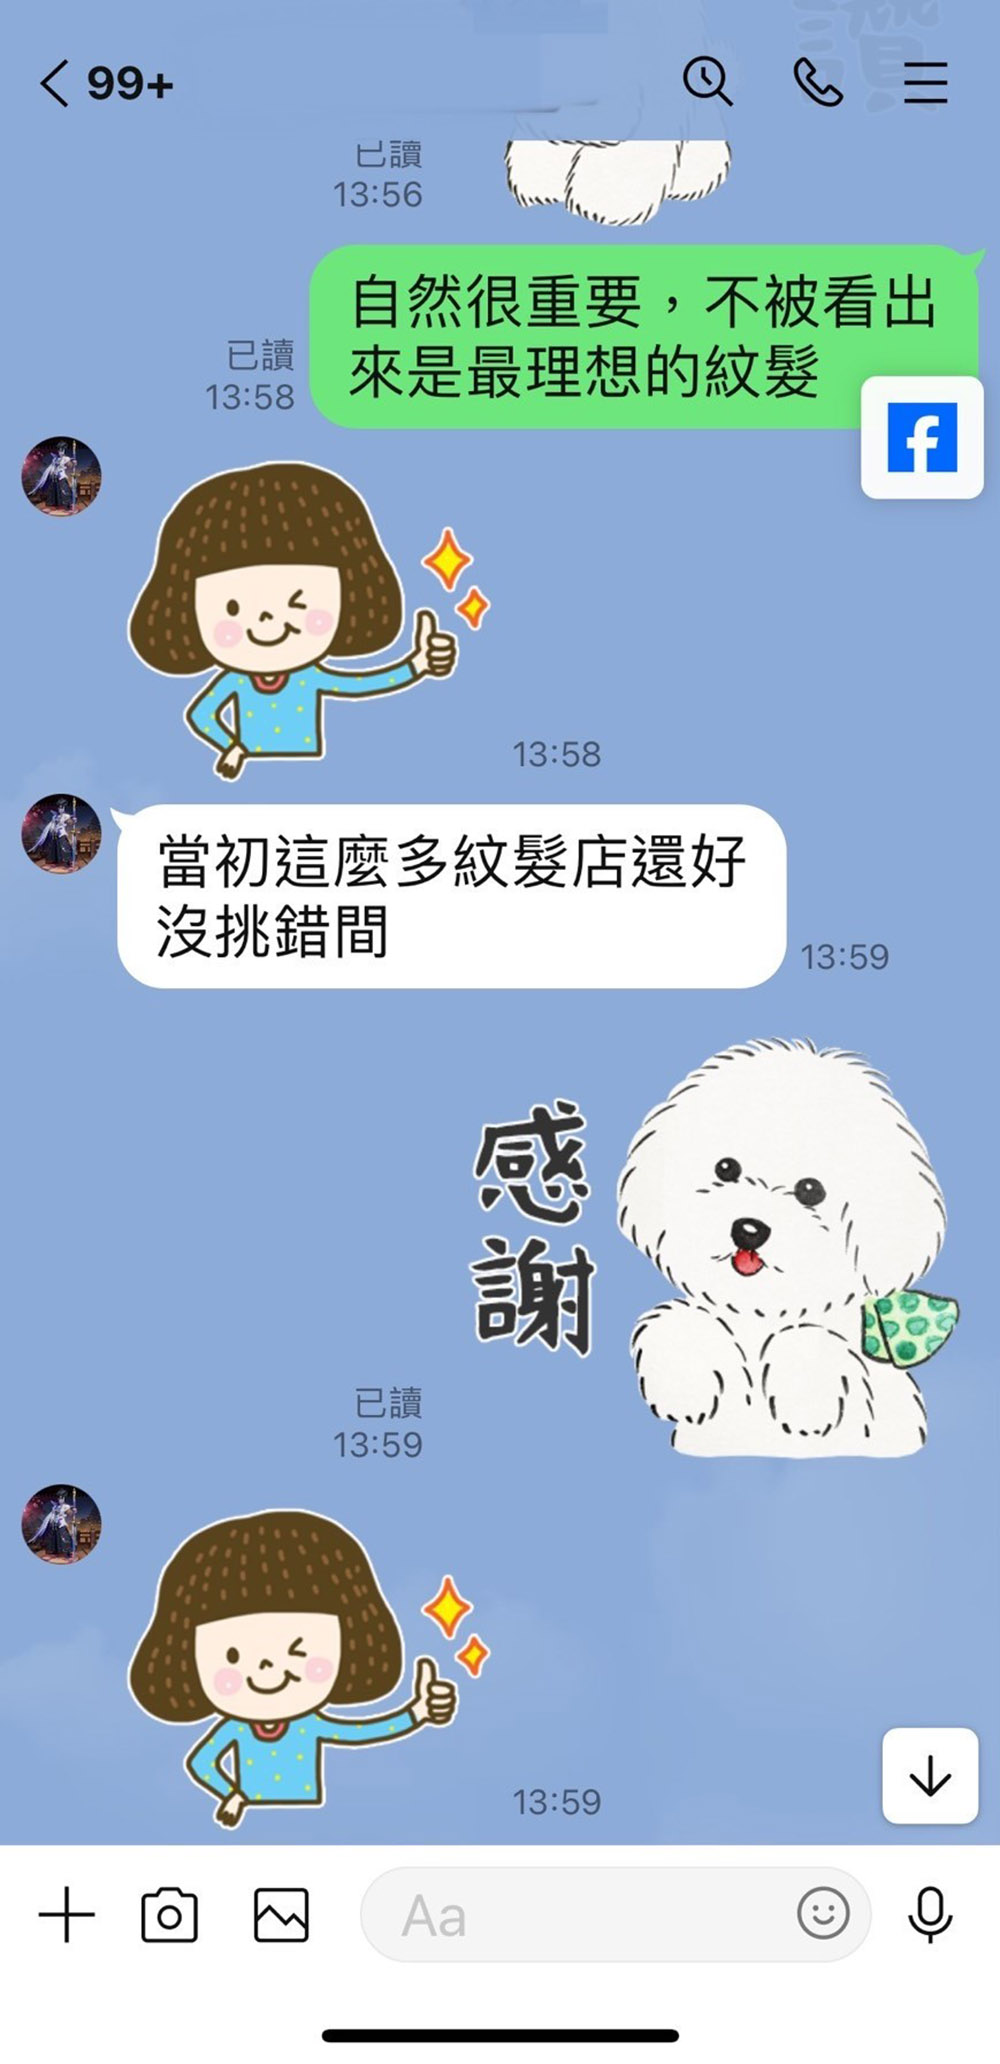 讚
99+
已讀
13:56
自然很重要，不被看出
來是最理想的紋髮
已讀
13:58
f
13:58
當初這麼多紋髮店還好
沒挑錯間
13:59
感
謝
已讀
13:59
13:59
Aa